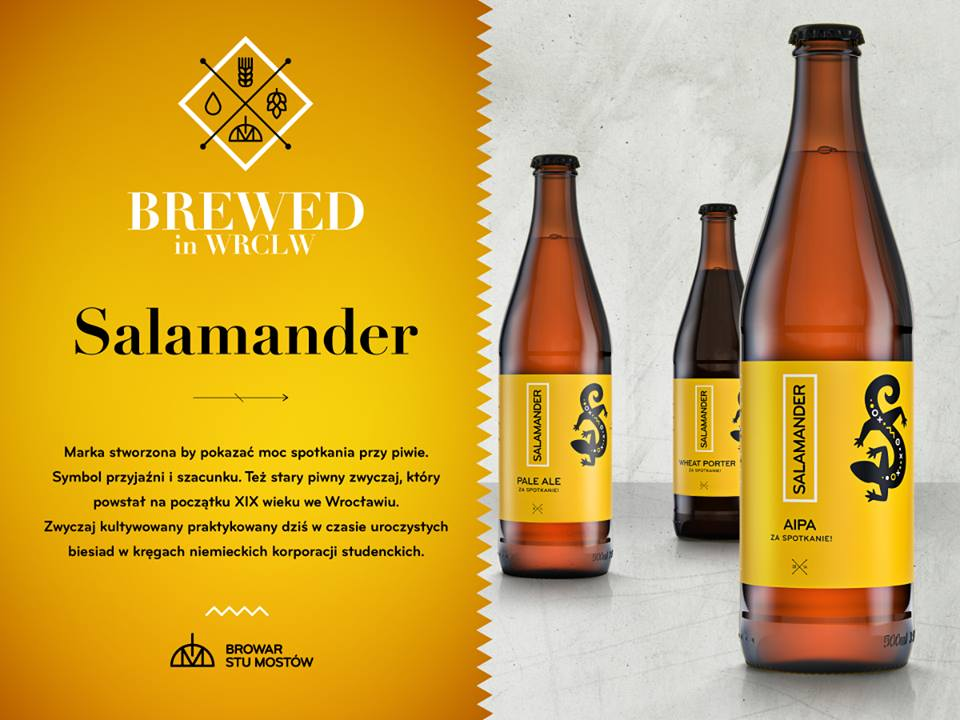 BREWED
in WRCLW
Salamander
Marka stworzona by pokazać moc spotkania przy piwie.
Symbol przyjaźni i szacunku. Też stary piwny zwyczaj, który
powstał na początku XIX wieku we Wrocławiu.
Zwyczaj kultywowany praktykowany dziś w czasie uroczystych
biesiad w kręgach niemieckich korporacji studenckich.
BROWAR
STU MOSTÓW
SALAMANDER
PALE ALE
ZA SPOTKANIE!
500ml
SALAMANDER
WHEAT PORTER
ZA SPOTKANIE!
SALAMANDER
AIPA
ZA SPOTKANIE!
500ml